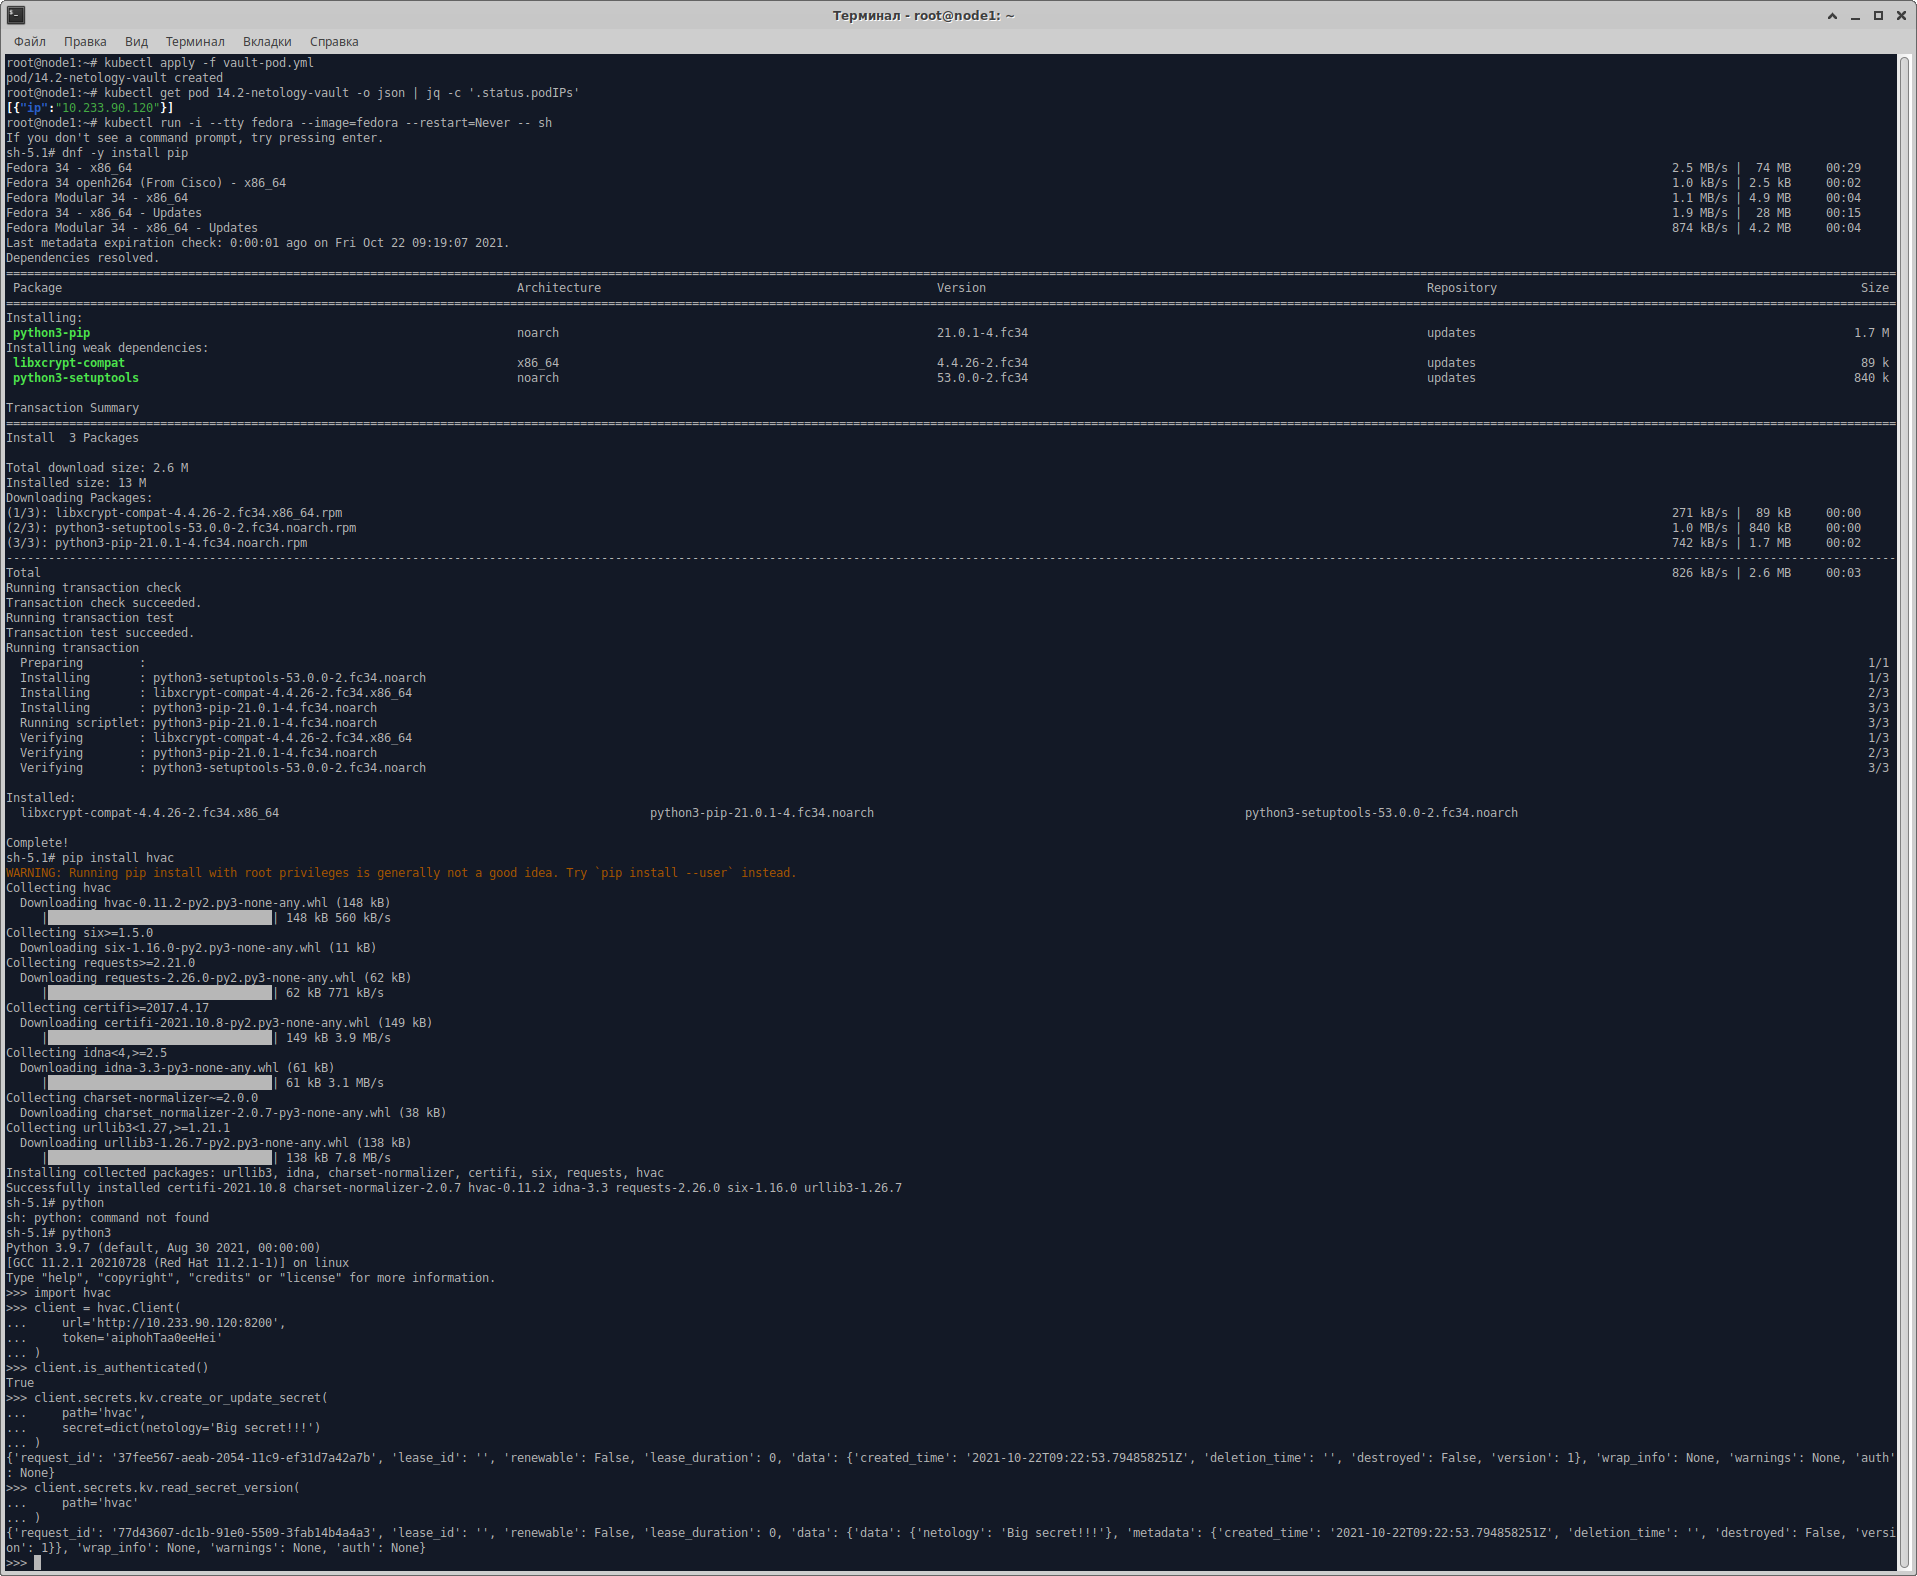 Терминал - root@node1: ~
Файл Правка Вид Терминал Вкладки Справка
root@node1:~# kubectl apply -f vault-pod.yml
pod/14.2-netology-vault created
root@node1:~# kubectl get pod 14.2-netology-vault -o json | jq -c '.status.podIPs'
[{"ip":"10.233.90.120"}]
root@node1:~# kubectl run -i --tty fedora --image=fedora --restart=Never -- sh
If you don't see a command prompt, try pressing enter.
sh-5.1# dnf -y install pip
Fedora 34 - x86_64 2.5 MB/s | 74 MB 00:29
Fedora 34 openh264 (From Cisco) - x86_64 1.0 kB/s | 2.5 kB 00:02
Fedora Modular 34 - x86_64 1.1 MB/s | 4.9 MB 00:04
Fedora 34 - x86_64 - Updates 1.9 MB/s | 28 MB 00:15
Fedora Modular 34 - x86_64 - Updates 874 kB/s | 4.2 MB 00:04
Last metadata expiration check: 0:00:01 ago on Fri Oct 22 09:19:07 2021.
Dependencies resolved.
Package Architecture Version Repository Size
Installing:
python3-pip noarch 21.0.1-4.fc34 updates 1.7 M
Installing weak dependencies:
libxcrypt-compat x86_64 4.4.26-2.fc34 updates 89 k
python3-setuptools noarch 53.0.0-2.fc34 updates 840 k
Transaction Summary
Install  3 Packages
Total download size: 2.6 M
Installed size: 13 M
Downloading Packages:
(1/3): libxcrypt-compat-4.4.26-2.fc34.x86_64.rpm 271 kB/s | 89 kB 00:00
(2/3): python3-setuptools-53.0.0-2.fc34.noarch.rpm 1.0 MB/s | 840 kB 00:00
(3/3): python3-pip-21.0.1-4.fc34.noarch.rpm 742 kB/s | 1.7 MB 00:02
Total 826 kB/s | 2.6 MB 00:03
Running transaction check
Transaction check succeeded.
Running transaction test
Transaction test succeeded.
Running transaction
Preparing : 1/1
Installing : python3-setuptools-53.0.0-2.fc34.noarch 1/3
Installing : libxcrypt-compat-4.4.26-2.fc34.x86_64 2/3
Installing : python3-pip-21.0.1-4.fc34.noarch 3/3
Running scriptlet: python3-pip-21.0.1-4.fc34.noarch 3/3
Verifying : libxcrypt-compat-4.4.26-2.fc34.x86_64 1/3
Verifying : python3-pip-21.0.1-4.fc34.noarch 2/3
Verifying : python3-setuptools-53.0.0-2.fc34.noarch 3/3
Installed:
libxcrypt-compat-4.4.26-2.fc34.x86_64 python3-pip-21.0.1-4.fc34.noarch python3-setuptools-53.0.0-2.fc34.noarch
Complete!
sh-5.1# pip install hvac
WARNING: Running pip install with root privileges is generally not a good idea. Try `pip install --user` instead.
Collecting hvac
Downloading hvac-0.11.2-py2.py3-none-any.whl (148 kB)
| | 148 kB 560 kB/s
Collecting six>=1.5.0
Downloading six-1.16.0-py2.py3-none-any.whl (11 kB)
Collecting requests>=2.21.0
Downloading requests-2.26.0-py2.py3-none-any.whl (62 kB)
| | 62 kB 771 kB/s
Collecting certifi>=2017.4.17
Downloading certifi-2021.10.8-py2.py3-none-any.whl (149 kB)
| | 149 kB 3.9 MB/s
Collecting idna<4,>=2.5
Downloading idna-3.3-py3-none-any.whl (61 kB)
| | 61 kB 3.1 MB/s
Collecting charset-normalizer~=2.0.0
Downloading charset_normalizer-2.0.7-py3-none-any.whl (38 kB)
Collecting urllib3<1.27,>=1.21.1
Downloading urllib3-1.26.7-py2.py3-none-any.whl (138 kB)
| | 138 kB 7.8 MB/s
Installing collected packages: urllib3, idna, charset-normalizer, certifi, six, requests, hvac
Successfully installed certifi-2021.10.8 charset-normalizer-2.0.7 hvac-0.11.2 idna-3.3 requests-2.26.0 six-1.16.0 urllib3-1.26.7
sh-5.1# python
sh: python: command not found
sh-5.1# python3
Python 3.9.7 (default, Aug 30 2021, 00:00:00)
[GCC 11.2.1 20210728 (Red Hat 11.2.1-1)] on linux
Type "help", "copyright", "credits" or "license" for more information.
>>> import hvac
>>> client = hvac.Client(
...     url='http://10.233.90.120:8200',
...     token='aiphohTaa0eeHei'
... )
>>> client.is_authenticated()
True
>>> client.secrets.kv.create_or_update_secret(
...     path='hvac',
...     secret=dict(netology='Big secret!!!')
... )
{'request_id': '37fee567-aeab-2054-11c9-ef31d7a42a7b', 'lease_id': '', 'renewable': False, 'lease_duration': 0, 'data': {'created_time': '2021-10-22T09:22:53.794858251Z', 'deletion_time': '', 'destroyed': False, 'version': 1}, 'wrap_info': None, 'warnings': None, 'auth'
: None}
>>> client.secrets.kv.read_secret_version(
...     path='hvac'
... )
{'request_id': '77d43607-dc1b-91e0-5509-3fab14b4a4a3', 'lease_id': '', 'renewable': False, 'lease_duration': 0, 'data': {'data': {'netology': 'Big secret!!!'}, 'metadata': {'created_time': '2021-10-22T09:22:53.794858251Z', 'deletion_time': '', 'destroyed': False, 'versi
on': 1}}, 'wrap_info': None, 'warnings': None, 'auth': None}
>>>